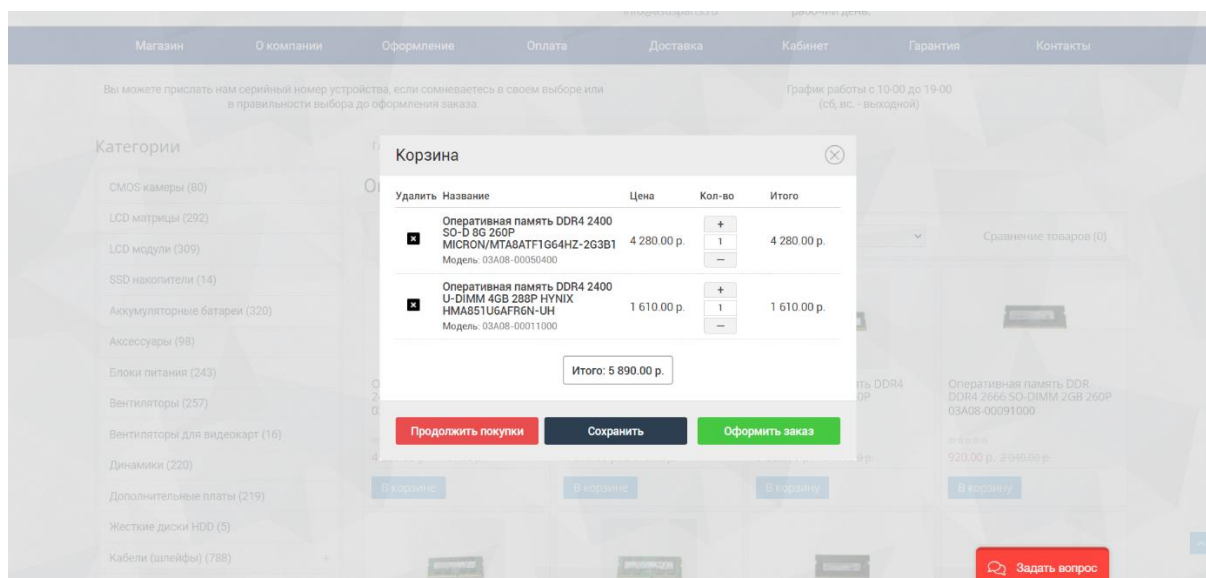 рабочий день.
Магазин О компании Оформление Оплата Доставка Кабинет Гарантия Контакты
Вы можете прислать нам серийный номер устройства, если сомневаетесь в своем выборе или
в правильности выбора до оформления заказа.
График работы с 10-00 до 19-00
(сб, вс. - выходной)
Категории
CMOS камеры (80)
LCD матрицы (292)
LCD модули (309)
SSD накопители (14)
Аккумуляторные батареи (320)
Аксессуары (98)
Блоки питания (243)
Вентиляторы (257)
Вентиляторы для видеокарт (16)
Динамики (220)
Дополнительные платы (219)
Жесткие диски HDD (5)
Кабели (шлейфы) (788) +
Корзина
Удалить Название Цена Кол-во Итого
Оперативная память DDR4 2400
SO-D 8G 260P
MICRON/MTA8ATF1G64HZ-2G3B1
Модель: 03A08-00050400
4 280.00 р.
+
1
—
4 280.00 р.
Оперативная память DDR4 2400
U-DIMM 4GB 288P HYNIX
HMA851U6AFR6N-UH
Модель: 03A08-00011000
1 610.00 р.
+
1
—
1 610.00 р.
Итого: 5 890.00 р.
Продолжить покупки Сохранить Оформить заказ
Сравнение товаров (0)
DDR4
Оперативная память DDR
DDR4 2666 SO-DIMM 2GB 260P
03A08-00091000
920.00 р. 2 040.00 р.
В корзине В корзине В корзину В корзину
Задать вопрос